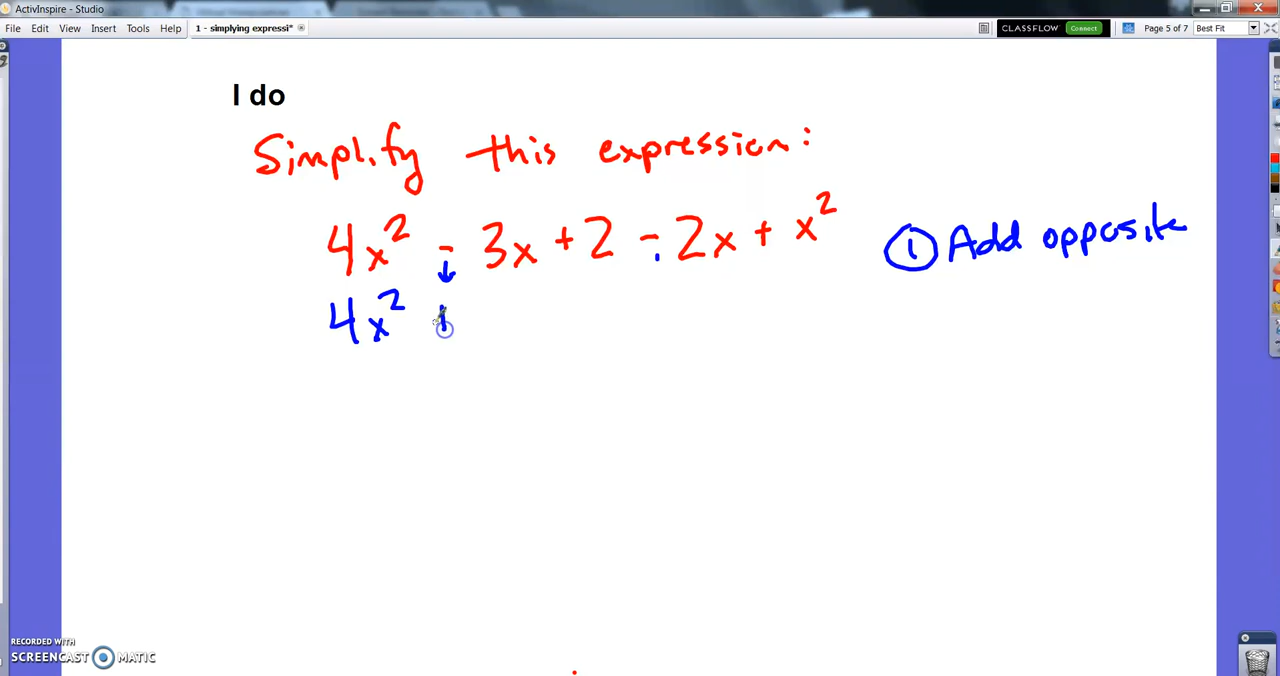 ActivInspire - Studio
File Edit View Insert Tools Help 1 - simplying expressi* CLASSFLOW Connect Page 5 of 7 Best Fit
I do
Simplify this expression:
4x² - 3x + 2 - 2x + x² ① Add opposite
4x²
RECORDED WITH
SCREENCAST MATIC